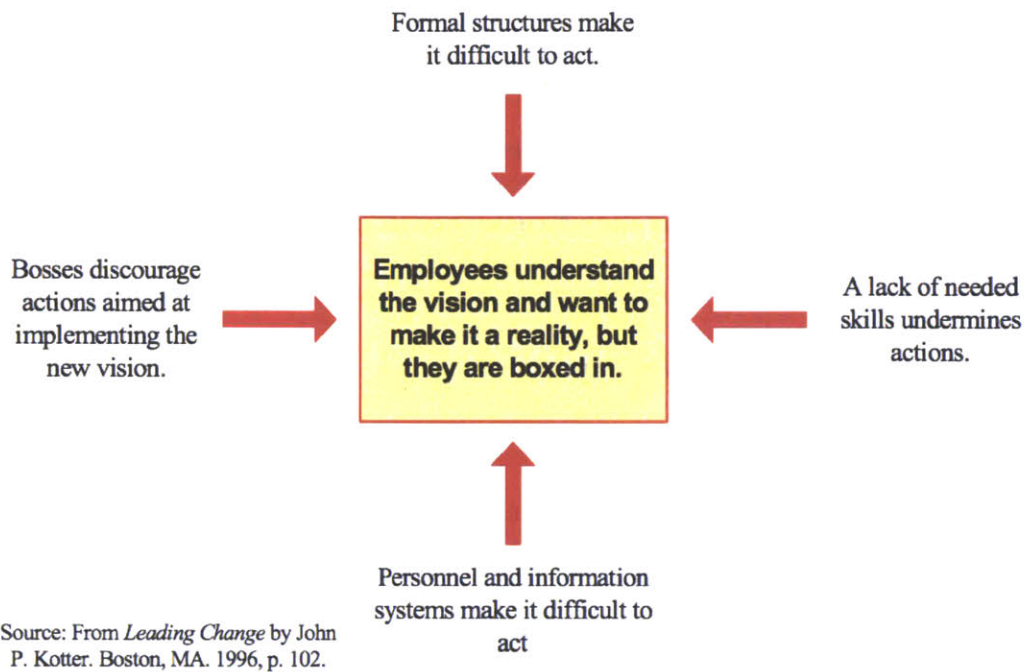 Formal structures make
it difficult to act.
Bosses discourage
actions aimed at
implementing the
new vision.
Employees understand
the vision and want to
make it a reality, but
they are boxed in.
A lack of needed
skills undermines
actions.
Personnel and information
systems make it difficult to
act
Source: From Leading Change by John
P. Kotter. Boston, MA. 1996, p. 102.